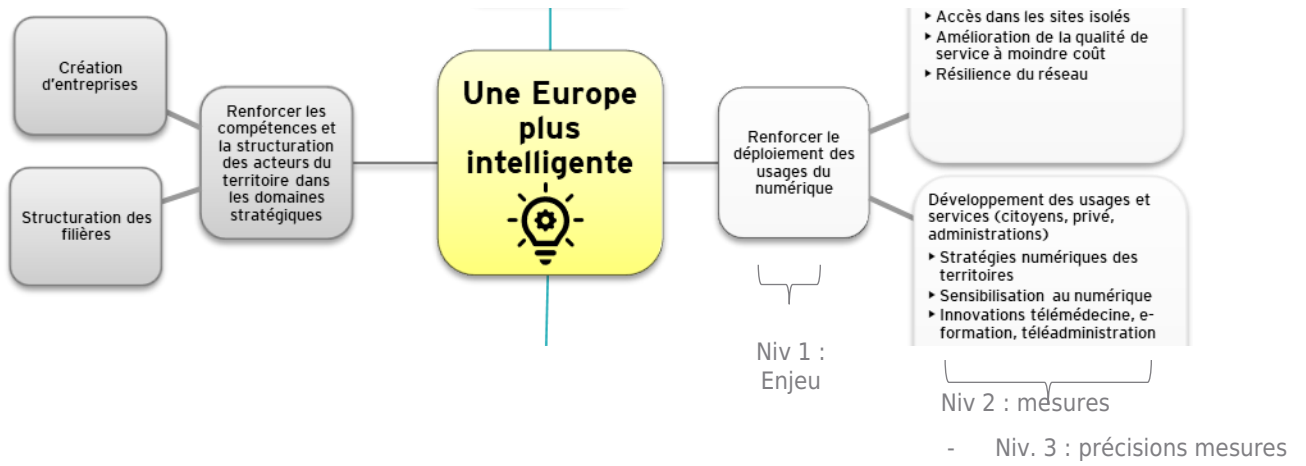 Création
d'entreprises
Structuration des
filières
Renforcer les
compétences et
la structuration
des acteurs du
territoire dans
les domaines
stratégiques
Une Europe
plus
intelligente
Renforcer le
déploiement des
usages du
numérique
‣ Accès dans les sites isolés
‣ Amélioration de la qualité de
service à moindre coût
‣ Résilience du réseau
Développement des usages et
services (citoyens, privé,
administrations)
‣ Stratégies numériques des
territoires
‣ Sensibilisation au numérique
‣ Innovations télémédecine, e-
formation, téléadministration
Niv 1 :
Enjeu
Niv 2 : mesures
- Niv. 3 : précisions mesures